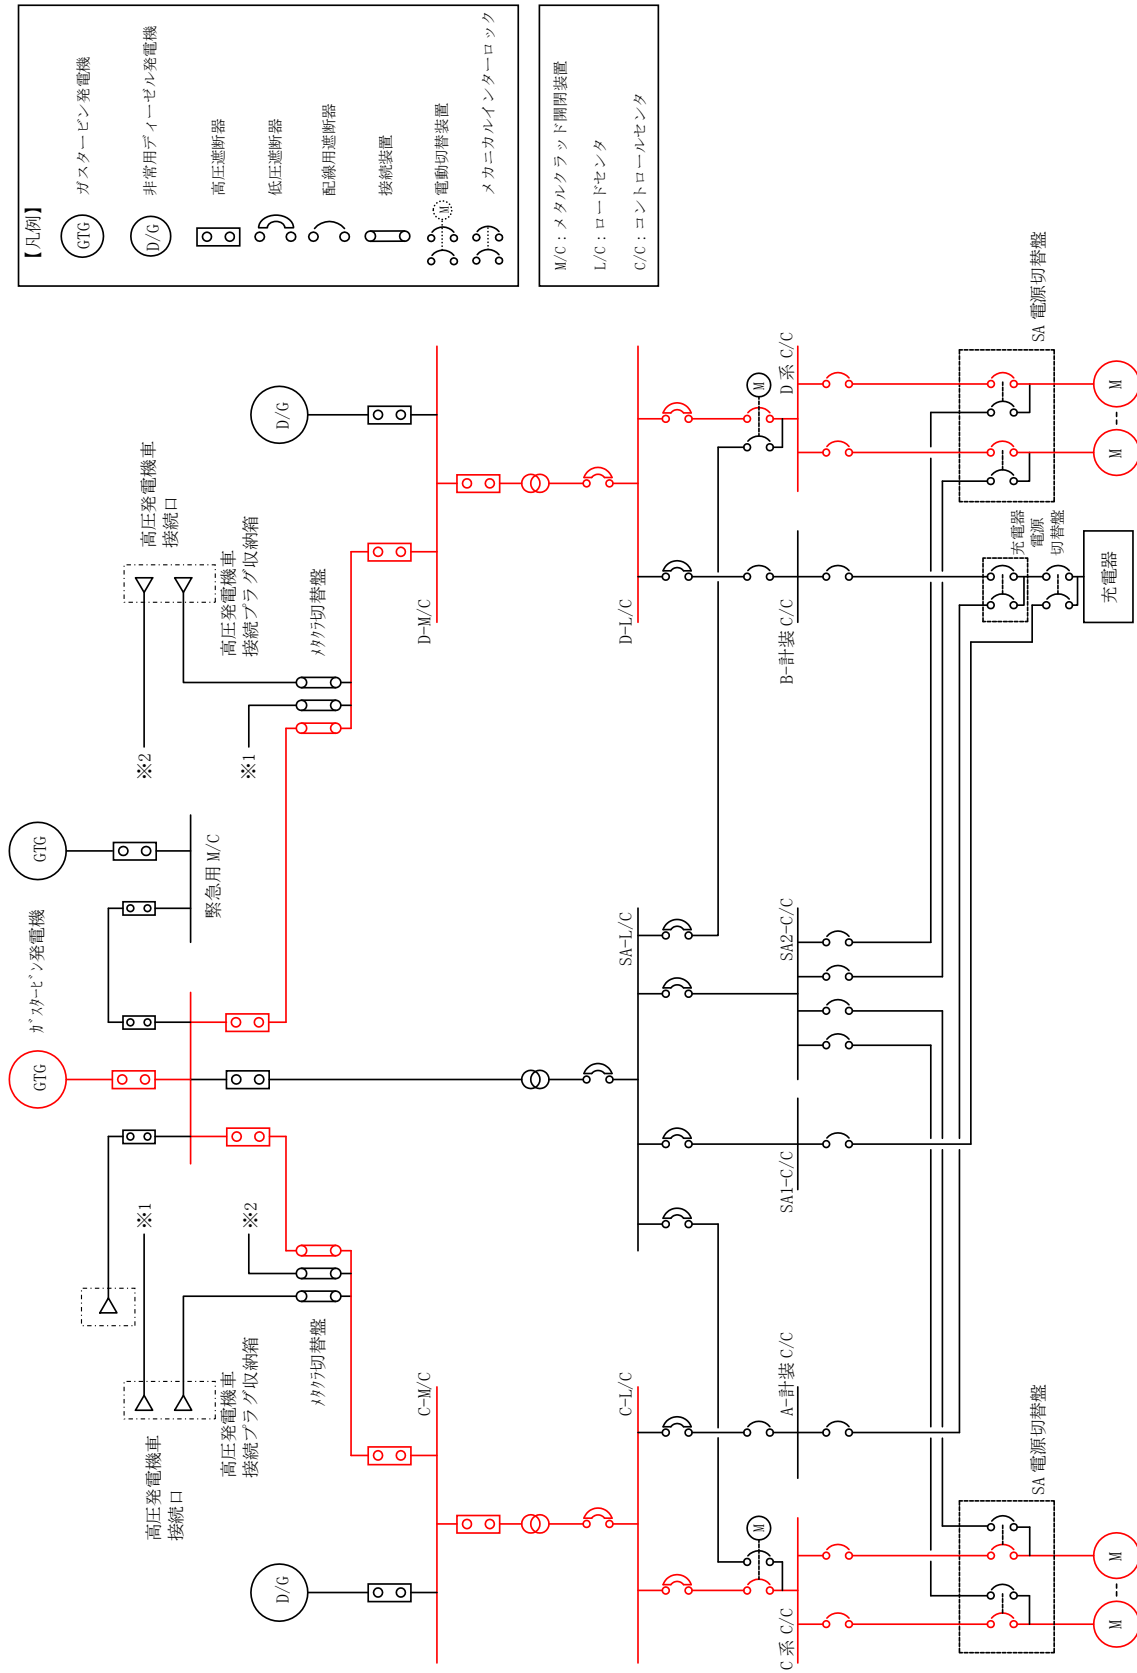 【凡例】
GTG
ガスタービン発電機
D/G
非常用ディーゼル発電機
高圧遮断器
低圧遮断器
配線用遮断器
接続装置
M
電動切替装置
メカニカルインターロック
M/C：メタルクラッド開閉装置
L/C：ロードセンタ
C/C：コントロールセンタ
ガスタービン発電機
GTG
GTG
緊急用 M/C
高圧発電機車
接続口
高圧発電機車
接続プラグ収納箱
※1
※2
メタクラ切替盤
D/G
C-M/C
高圧発電機車
接続口
高圧発電機車
接続プラグ収納箱
※2
※1
メタクラ切替盤
D/G
D-M/C
C-L/C
SA-L/C
D-L/C
M
M
C系 C/C
A-計装 C/C
SA1-C/C
SA2-C/C
B-計装 C/C
D系 C/C
SA 電源切替盤
充電器
電源
切替盤
SA 電源切替盤
M
M
充電器
M
M